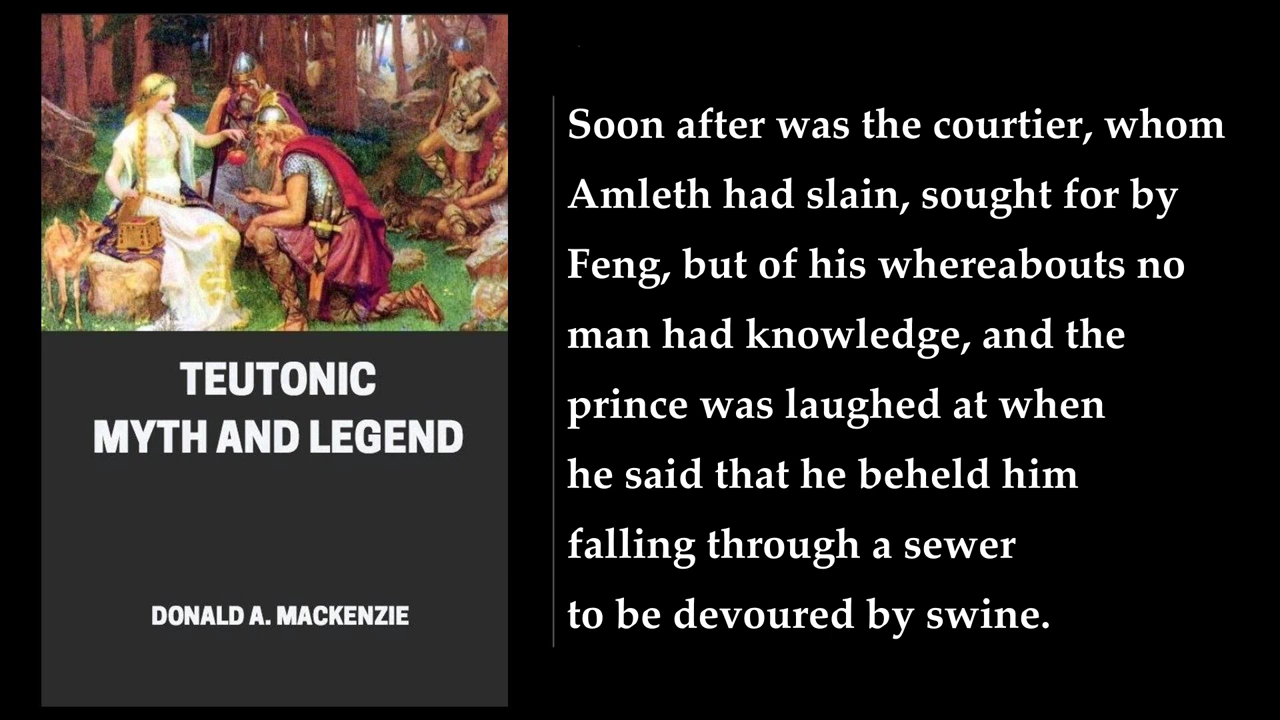 TEUTONIC
MYTH AND LEGEND
DONALD A. MACKENZIE
Soon after was the courtier, whom
Amleth had slain, sought for by
Feng, but of his whereabouts no
man had knowledge, and the
prince was laughed at when
he said that he beheld him
falling through a sewer
to be devoured by swine.